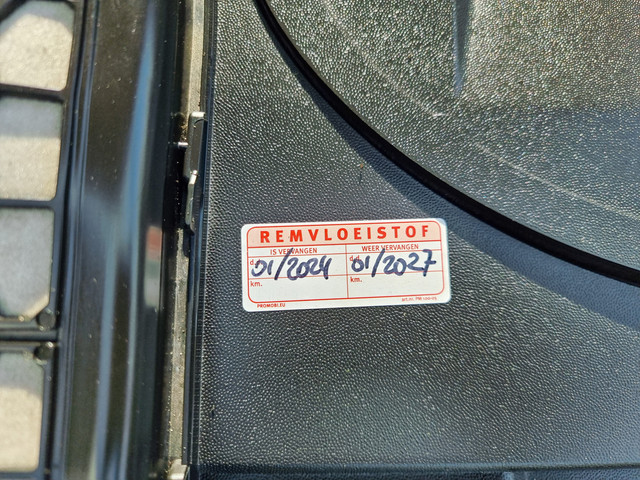 REMVLOEISTOF
IS VERVANGEN WEER VERVANGEN
d.d. 01/2024 d.d. 01/2027
km. km.
PROMOBI.EU